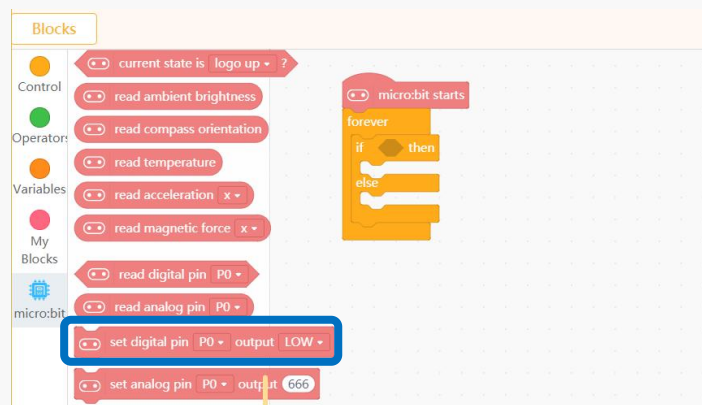 Blocks
Control
Operators
Variables
My
Blocks
micro:bit
current state is logo up ?
read ambient brightness
read compass orientation
read temperature
read acceleration x
read magnetic force x
read digital pin P0
read analog pin P0
set digital pin P0 output LOW
set analog pin P0 output 666
micro:bit starts
forever
if then
else